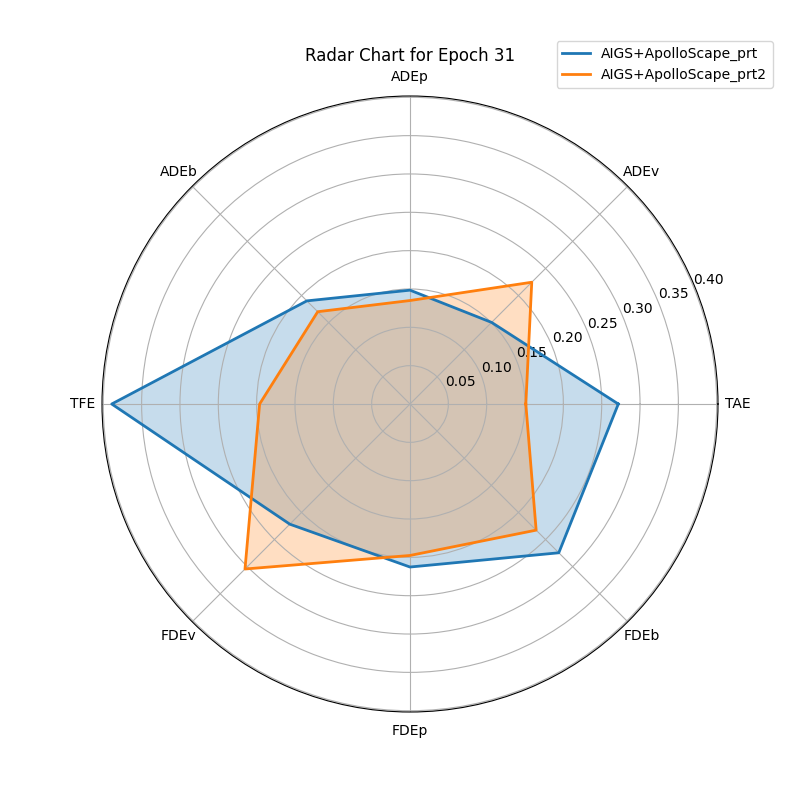 Radar Chart for Epoch 31
AIGS+ApolloScape_prt
AIGS+ApolloScape_prt2
ADEp
ADEb
ADEv
0.40
0.35
0.30
0.25
0.20
0.15
0.10
0.05
TFE
TAE
FDEv
FDEb
FDEp